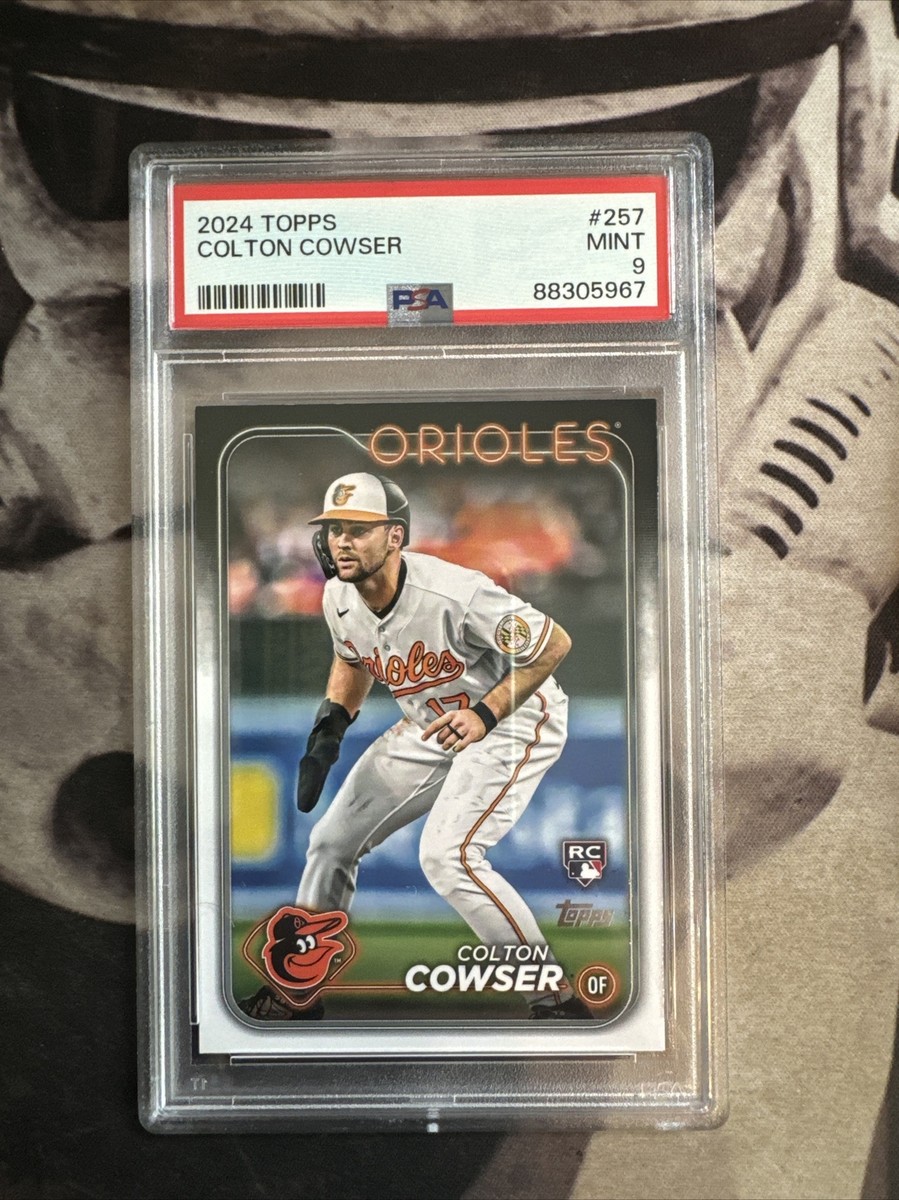 2024 TOPPS
#257
COLTON COWSER
MINT
9
PSA
88305967
ORIOLES
Orioles
17
RC
topps
COLTON
COWSER
OF